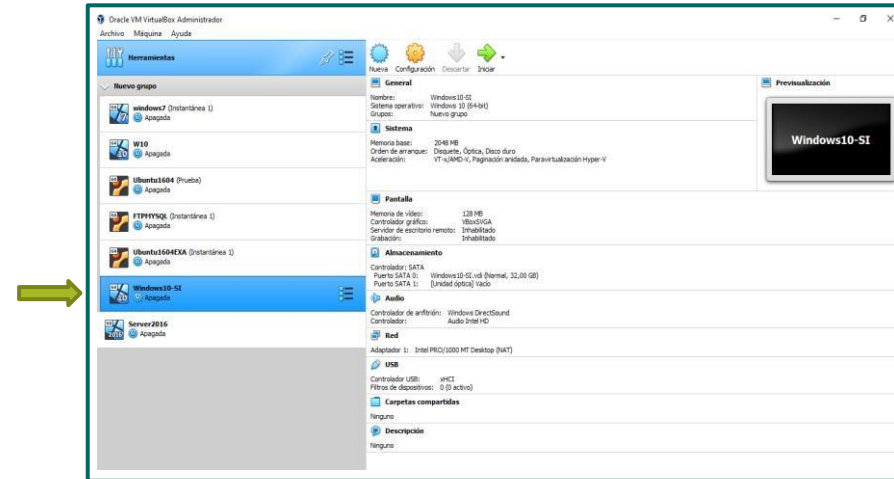 Oracle VM VirtualBox Administrador
Archivo Máquina Ayuda
Herramientas
Nuevo grupo
windows7 (Instantánea 1)
Apagada
W10
Apagada
Ubuntu1604 (Prueba)
Apagada
FTPMYSQL (Instantánea 1)
Apagada
Ubuntu1604EXA (Instantánea 1)
Apagada
Windows10-SI
Apagada
Server2016
Apagada
Nueva Configuración Descartar Iniciar
General
Nombre: Windows10-SI
Sistema operativo: Windows 10 (64-bit)
Grupos: Nuevo grupo
Sistema
Memoria base: 2048 MB
Orden de arranque: Disquete, Óptica, Disco duro
Aceleración: VT-x/AMD-V, Paginación anidada, Paravirtualización Hyper-V
Previsualización
Windows10-SI
Pantalla
Memoria de vídeo: 128 MB
Controlador gráfico: VBoxSVGA
Servidor de escritorio remoto: Inhabilitado
Grabación: Inhabilitado
Almacenamiento
Controlador: SATA
Puerto SATA 0: Windows10-SI.vdi (Normal, 32,00 GB)
Puerto SATA 1: [Unidad óptica] Vacío
Audio
Controlador de anfitrión: Windows DirectSound
Controlador: Audio Intel HD
Red
Adaptador 1: Intel PRO/1000 MT Desktop (NAT)
USB
Controlador USB: xHCI
Filtros de dispositivos: 0 (0 activo)
Carpetas compartidas
Ninguno
Descripción
Ninguno